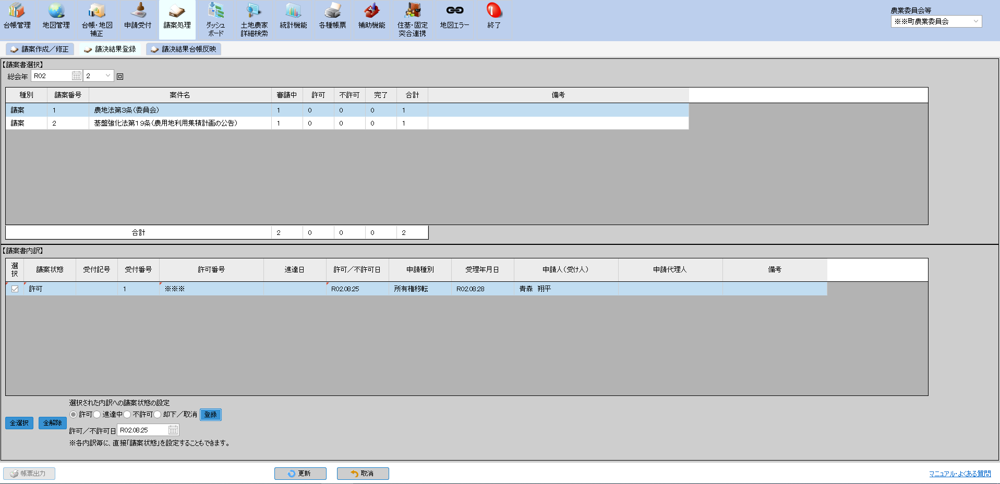 台帳管理 地図管理 台帳・地図補正 申請受付 議案処理 ダッシュボード 土地農家詳細検索 統計機能 各種帳票 補助機能 住基・固定突合連携 地図エラー 終了
農業委員会等
※※町農業委員会
議案作成／修正 議決結果登録 議決結果台帳反映
【議案書選択】
総会年 R02 2 回
種別 議案番号 案件名 審議中 許可 不許可 完了 合計 備考
議案 1 農地法第3条（委員会） 1 0 0 0 1
議案 2 基盤強化法第19条（農用地利用集積計画の公告） 1 0 0 0 1
合計 2 0 0 0 2
【議案書内訳】
選択 議案状態 受付記号 受付番号 許可番号 進達日 許可／不許可日 申請種別 受理年月日 申請人（受け人） 申請代理人 備考
許可 1 ※※※ R02.08.25 所有権移転 R02.08.28 青森　翔平
選択された内訳への議案状態の設定
許可 進達中 不許可 却下／取消 登録
全選択 全解除
許可／不許可日 R02.08.25
※各内訳毎に、直接「議案状態」を設定することもできます。
帳票出力 更新 取消 マニュアル・よくある質問